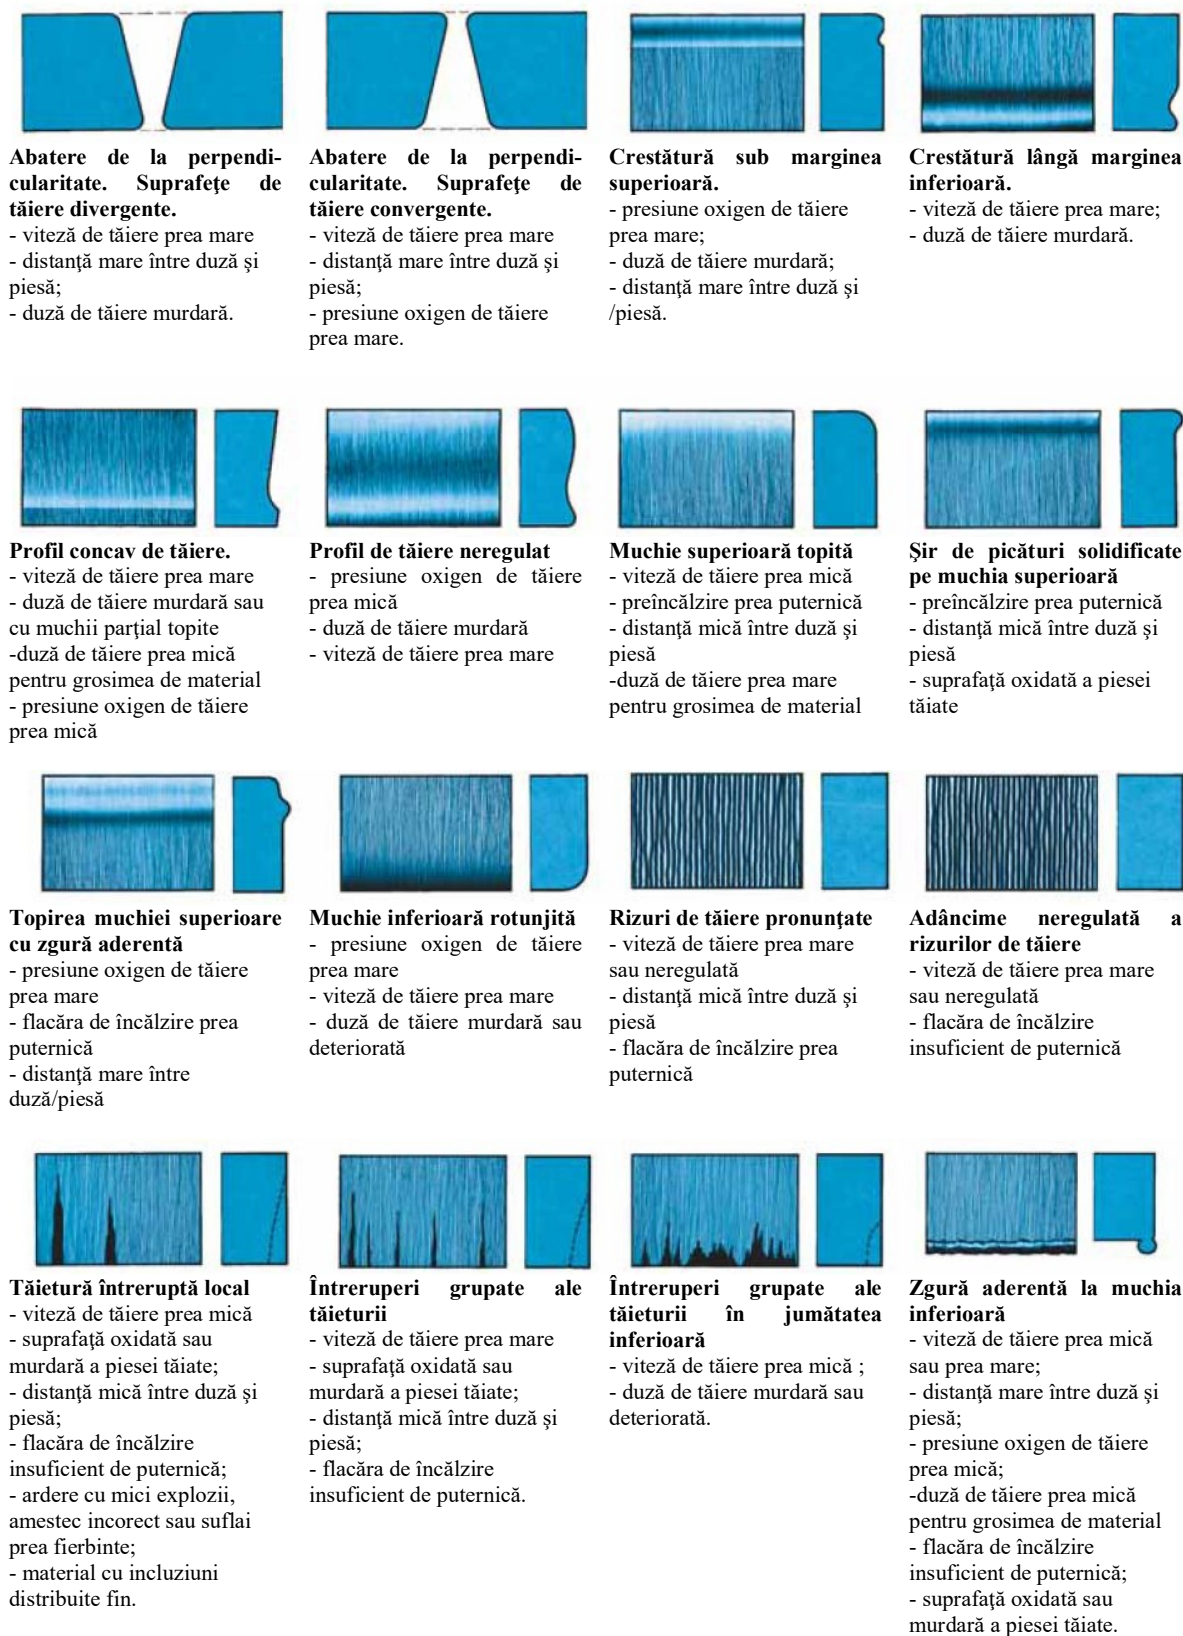 Abatere de la perpendi-
cularitate. Suprafeţe de
tăiere divergente.
- viteză de tăiere prea mare
- distanţă mare între duză şi
piesă;
- duză de tăiere murdară.
Abatere de la perpendi-
cularitate. Suprafeţe de
tăiere convergente.
- viteză de tăiere prea mare
- distanţă mare între duză şi
piesă;
- presiune oxigen de tăiere
prea mare.
Crestătură sub marginea
superioară.
- presiune oxigen de tăiere
prea mare;
- duză de tăiere murdară;
- distanţă mare între duză şi
/piesă.
Crestătură lângă marginea
inferioară.
- viteză de tăiere prea mare;
- duză de tăiere murdară.
Profil concav de tăiere.
- viteză de tăiere prea mare
- duză de tăiere murdară sau
cu muchii parţial topite
-duză de tăiere prea mică
pentru grosimea de material
- presiune oxigen de tăiere
prea mică
Profil de tăiere neregulat
- presiune oxigen de tăiere
prea mică
- duză de tăiere murdară
- viteză de tăiere prea mare
Muchie superioară topită
- viteză de tăiere prea mică
- preîncălzire prea puternică
- distanţă mică între duză şi
piesă
-duză de tăiere prea mare
pentru grosimea de material
Şir de picături solidificate
pe muchia superioară
- preîncălzire prea puternică
- distanţă mică între duză şi
piesă
- suprafaţă oxidată a piesei
tăiate
Topirea muchiei superioare
cu zgură aderentă
- presiune oxigen de tăiere
prea mare
- flacăra de încălzire prea
puternică
- distanţă mare între
duză/piesă
Muchie inferioară rotunjită
- presiune oxigen de tăiere
prea mare
- viteză de tăiere prea mare
- duză de tăiere murdară sau
deteriorată
Rizuri de tăiere pronunţate
- viteză de tăiere prea mare
sau neregulată
- distanţă mică între duză şi
piesă
- flacăra de încălzire prea
puternică
Adâncime neregulată a
rizurilor de tăiere
- viteză de tăiere prea mare
sau neregulată
- flacăra de încălzire
insuficient de puternică
Tăietură întreruptă local
- viteză de tăiere prea mică
- suprafaţă oxidată sau
murdară a piesei tăiate;
- distanţă mică între duză şi
piesă;
- flacăra de încălzire
insuficient de puternică;
- ardere cu mici explozii,
amestec incorect sau suflai
prea fierbinte;
- material cu incluziuni
distribuite fin.
Întreruperi grupate ale
tăieturii
- viteză de tăiere prea mare
- suprafaţă oxidată sau
murdară a piesei tăiate;
- distanţă mică între duză şi
piesă;
- flacăra de încălzire
insuficient de puternică.
Întreruperi grupate ale
tăieturii în jumătatea
inferioară
- viteză de tăiere prea mică ;
- duză de tăiere murdară sau
deteriorată.
Zgură aderentă la muchia
inferioară
- viteză de tăiere prea mică
sau prea mare;
- distanţă mare între duză şi
piesă;
- presiune oxigen de tăiere
prea mică;
-duză de tăiere prea mică
pentru grosimea de material
- flacăra de încălzire
insuficient de puternică;
- suprafaţă oxidată sau
murdară a piesei tăiate.